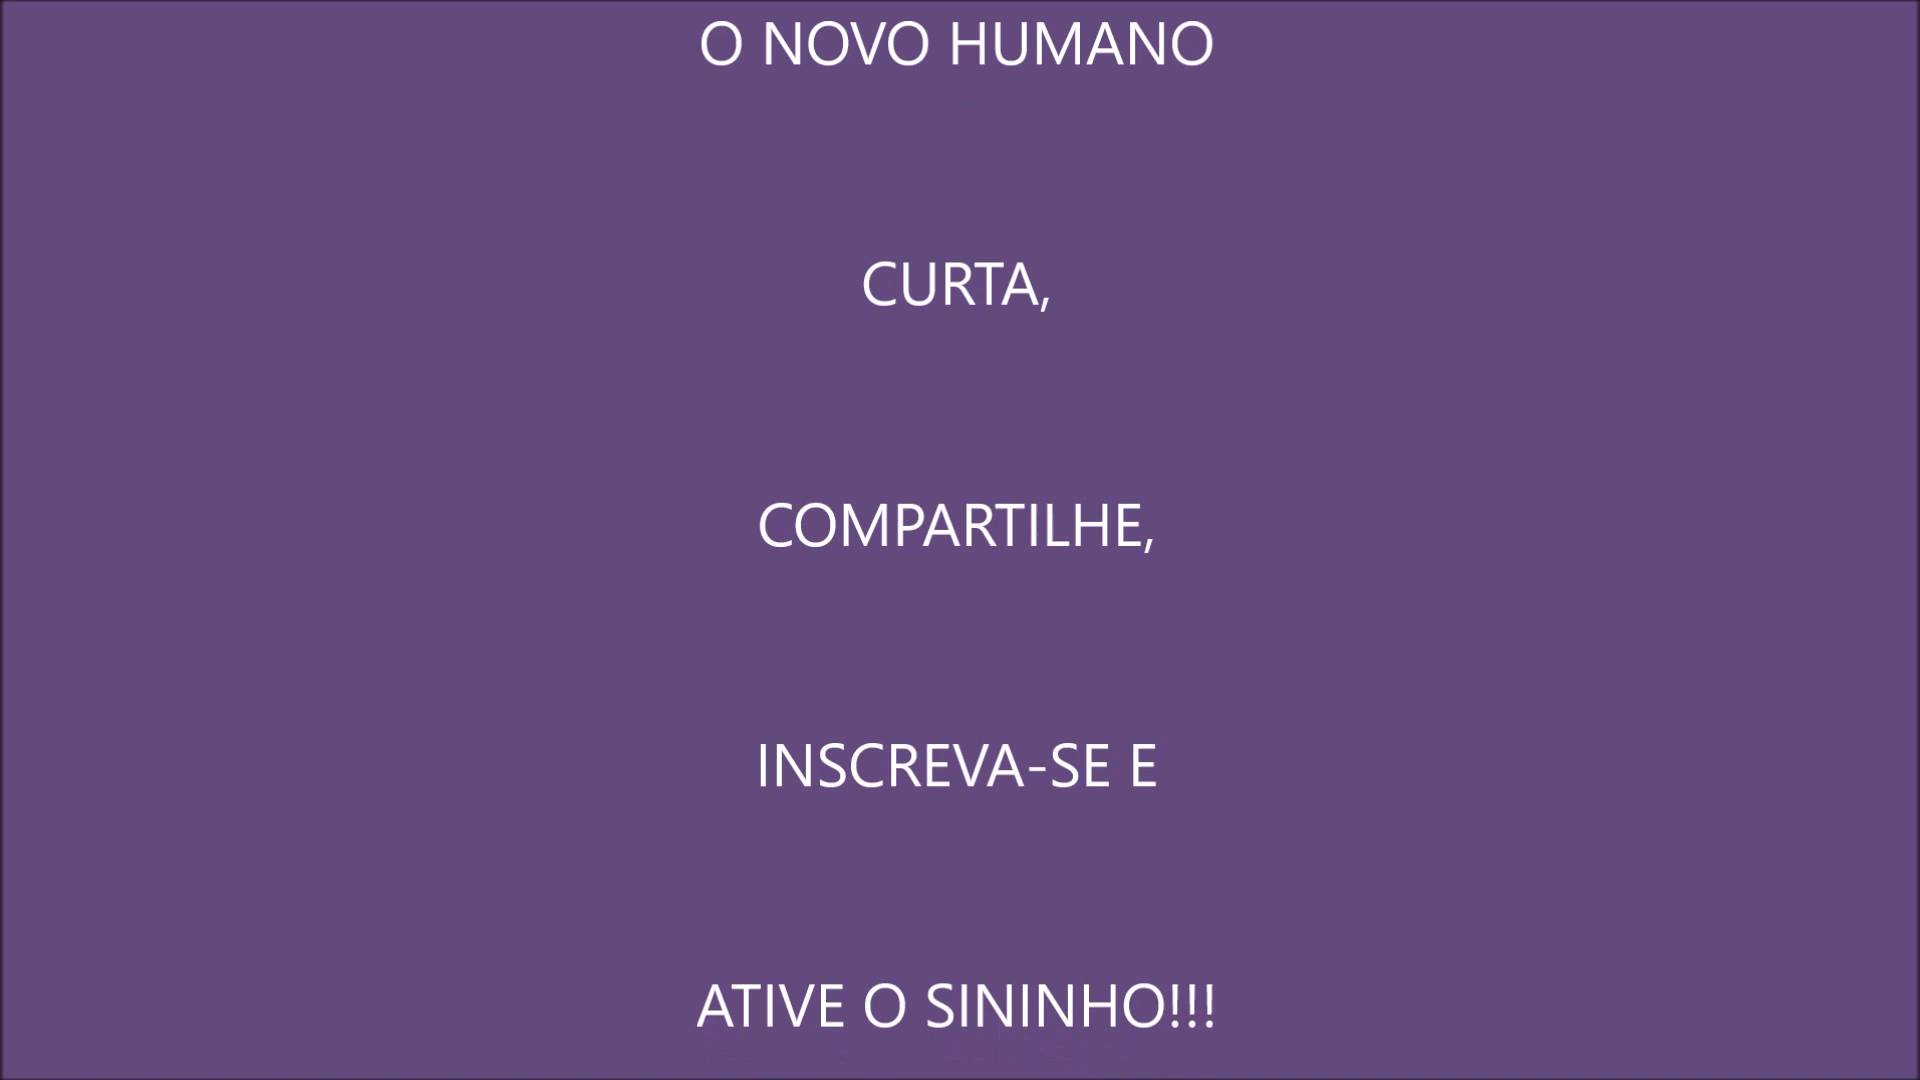 O NOVO HUMANO
CURTA,
COMPARTILHE,
INSCREVA-SE E
ATIVE O SININHO!!!